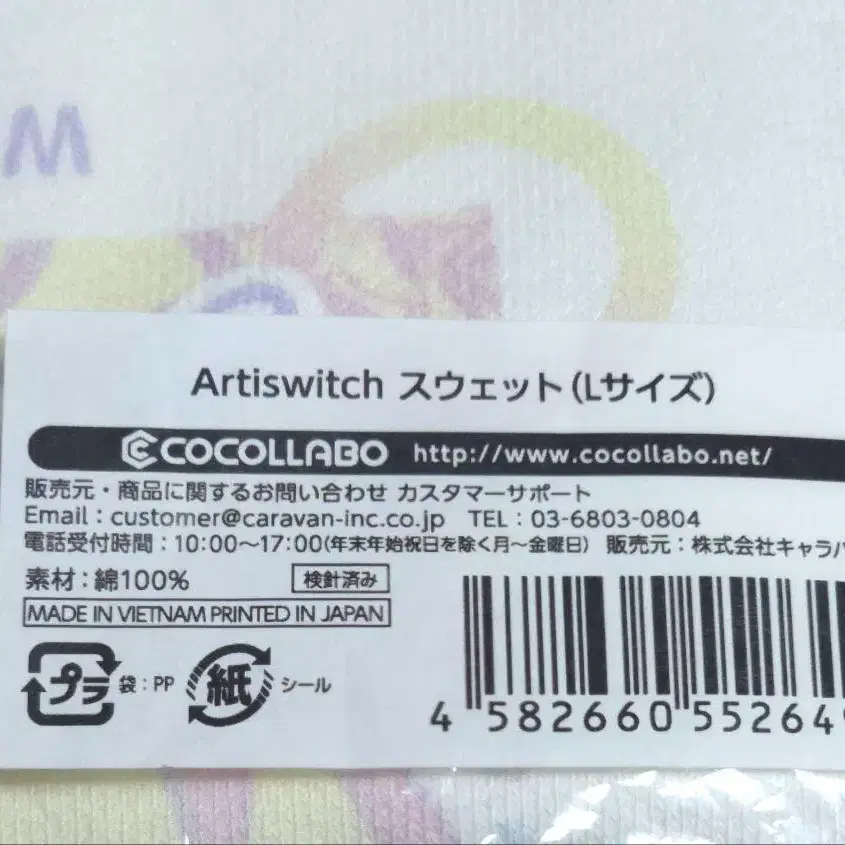 W
Artiswitch スウェット(Lサイズ)
COCOLLABO http://www.cocollabo.net/
販売元・商品に関するお問い合わせ カスタマーサポート
Email:customer@caravan-inc.co.jp TEL:03-6803-0804
電話受付時間:10:00~17:00(年末年始祝日を除く月~金曜日) 販売元:株式会社キャラバ
素材:綿100% 検針済み
MADE IN VIETNAM PRINTED IN JAPAN
プラ 袋:PP 紙 シール
4 582660 55264